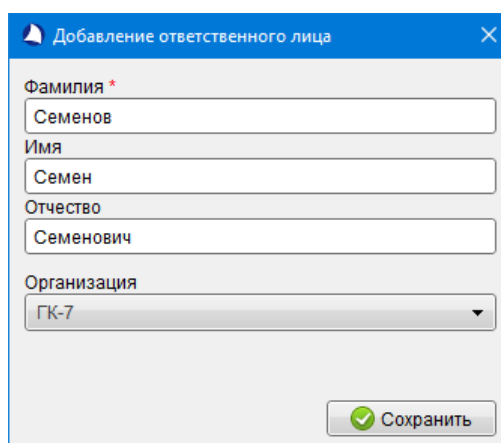 Добавление ответственного лица
Фамилия *
Семенов
Имя
Семен
Отчество
Семенович
Организация
ГК-7
Сохранить